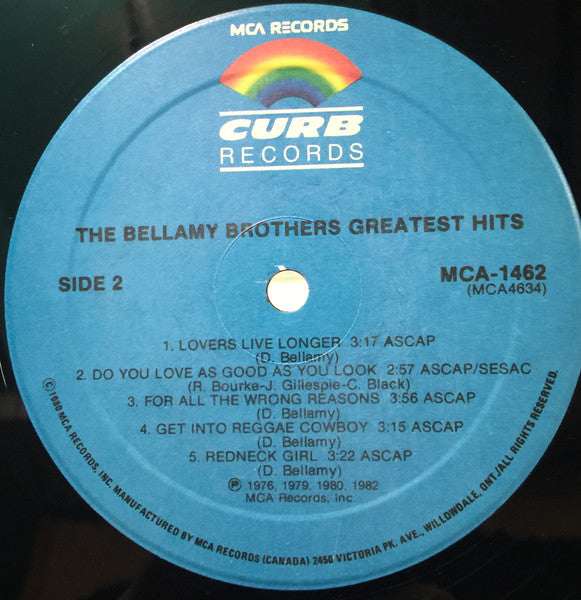 MCA RECORDS
CURB
RECORDS
THE BELLAMY BROTHERS GREATEST HITS
SIDE 2
MCA-1462
(MCA4634)
1. LOVERS LIVE LONGER 3:17 ASCAP
(D. Bellamy)
2. DO YOU LOVE AS GOOD AS YOU LOOK 2:57 ASCAP/SESAC
(R. Bourke-J. Gillespie-C. Black)
3. FOR ALL THE WRONG REASONS 3:56 ASCAP
(D. Bellamy)
4. GET INTO REGGAE COWBOY 3:15 ASCAP
(D. Bellamy)
5. REDNECK GIRL 3:22 ASCAP
(D. Bellamy)
℗ 1976, 1979, 1980, 1982
MCA Records, Inc.
©1980 MCA RECORDS, INC. MANUFACTURED BY MCA RECORDS (CANADA) 2450 VICTORIA PK. AVE., WILLOWDALE, ONT./ALL RIGHTS RESERVED.